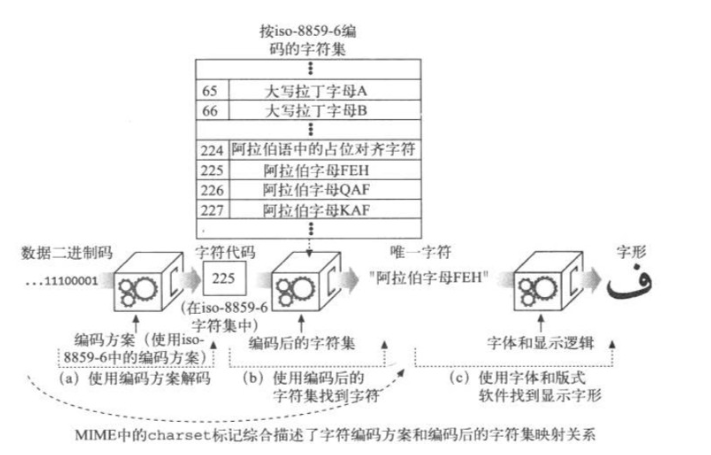 按iso-8859-6编
码的字符集
65 大写拉丁字母A
66 大写拉丁字母B
224 阿拉伯语中的占位对齐字符
225 阿拉伯字母FEH
226 阿拉伯字母QAF
227 阿拉伯字母KAF
数据二进制码 字符代码 唯一字符 字形
...11100001 225 "阿拉伯字母FEH" ف
(在iso-8859-6
字符集中)
编码方案（使用iso-
8859-6中的编码方案）
编码后的字符集
字体和显示逻辑
(a) 使用编码方案解码
(b) 使用编码后的
字符集找到字符
(c) 使用字体和版式
软件找到显示字形
MIME中的charset标记综合描述了字符编码方案和编码后的字符集映射关系